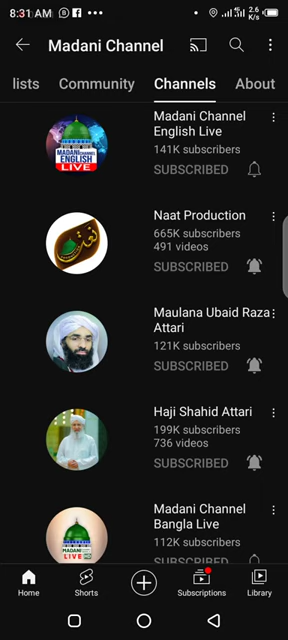 8:31 AM
2.6
K/s
Madani Channel
lists Community Channels About
MADANI CHANNEL
ENGLISH
LIVE
Madani Channel
English Live
141K subscribers
SUBSCRIBED
Naat Production
665K subscribers
491 videos
SUBSCRIBED
Maulana Ubaid Raza
Attari
121K subscribers
SUBSCRIBED
Haji Shahid Attari
199K subscribers
736 videos
SUBSCRIBED
MADANI
LIVE
Madani Channel
Bangla Live
112K subscribers
SUBSCRIBED
Home Shorts Subscriptions Library